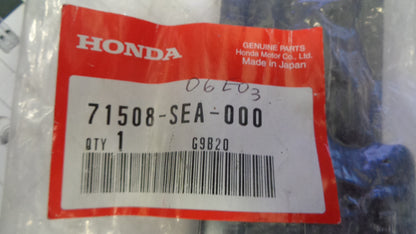 HONDA
GENUINE PARTS
Honda Motor Co., Ltd.
Made in Japan
06E03
71508-SEA-000
QTY 1 G9B20